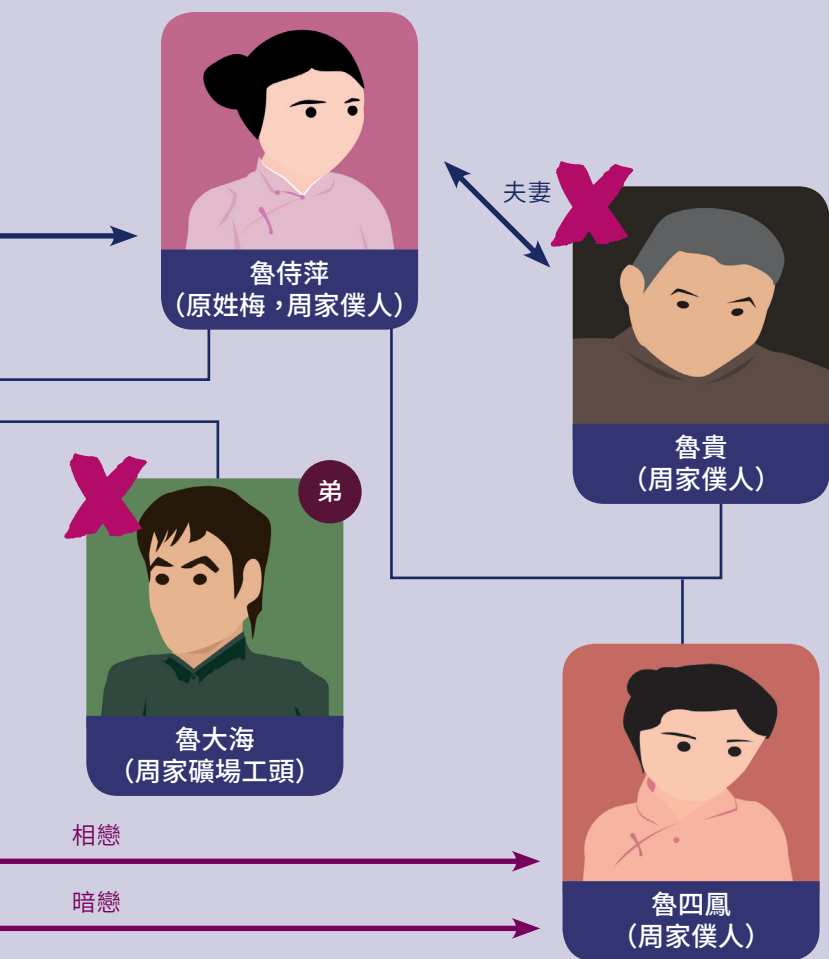 魯侍萍
（原姓梅，周家僕人）
夫妻
魯貴
（周家僕人）
弟
魯大海
（周家礦場工頭）
相戀
暗戀
魯四鳳
（周家僕人）